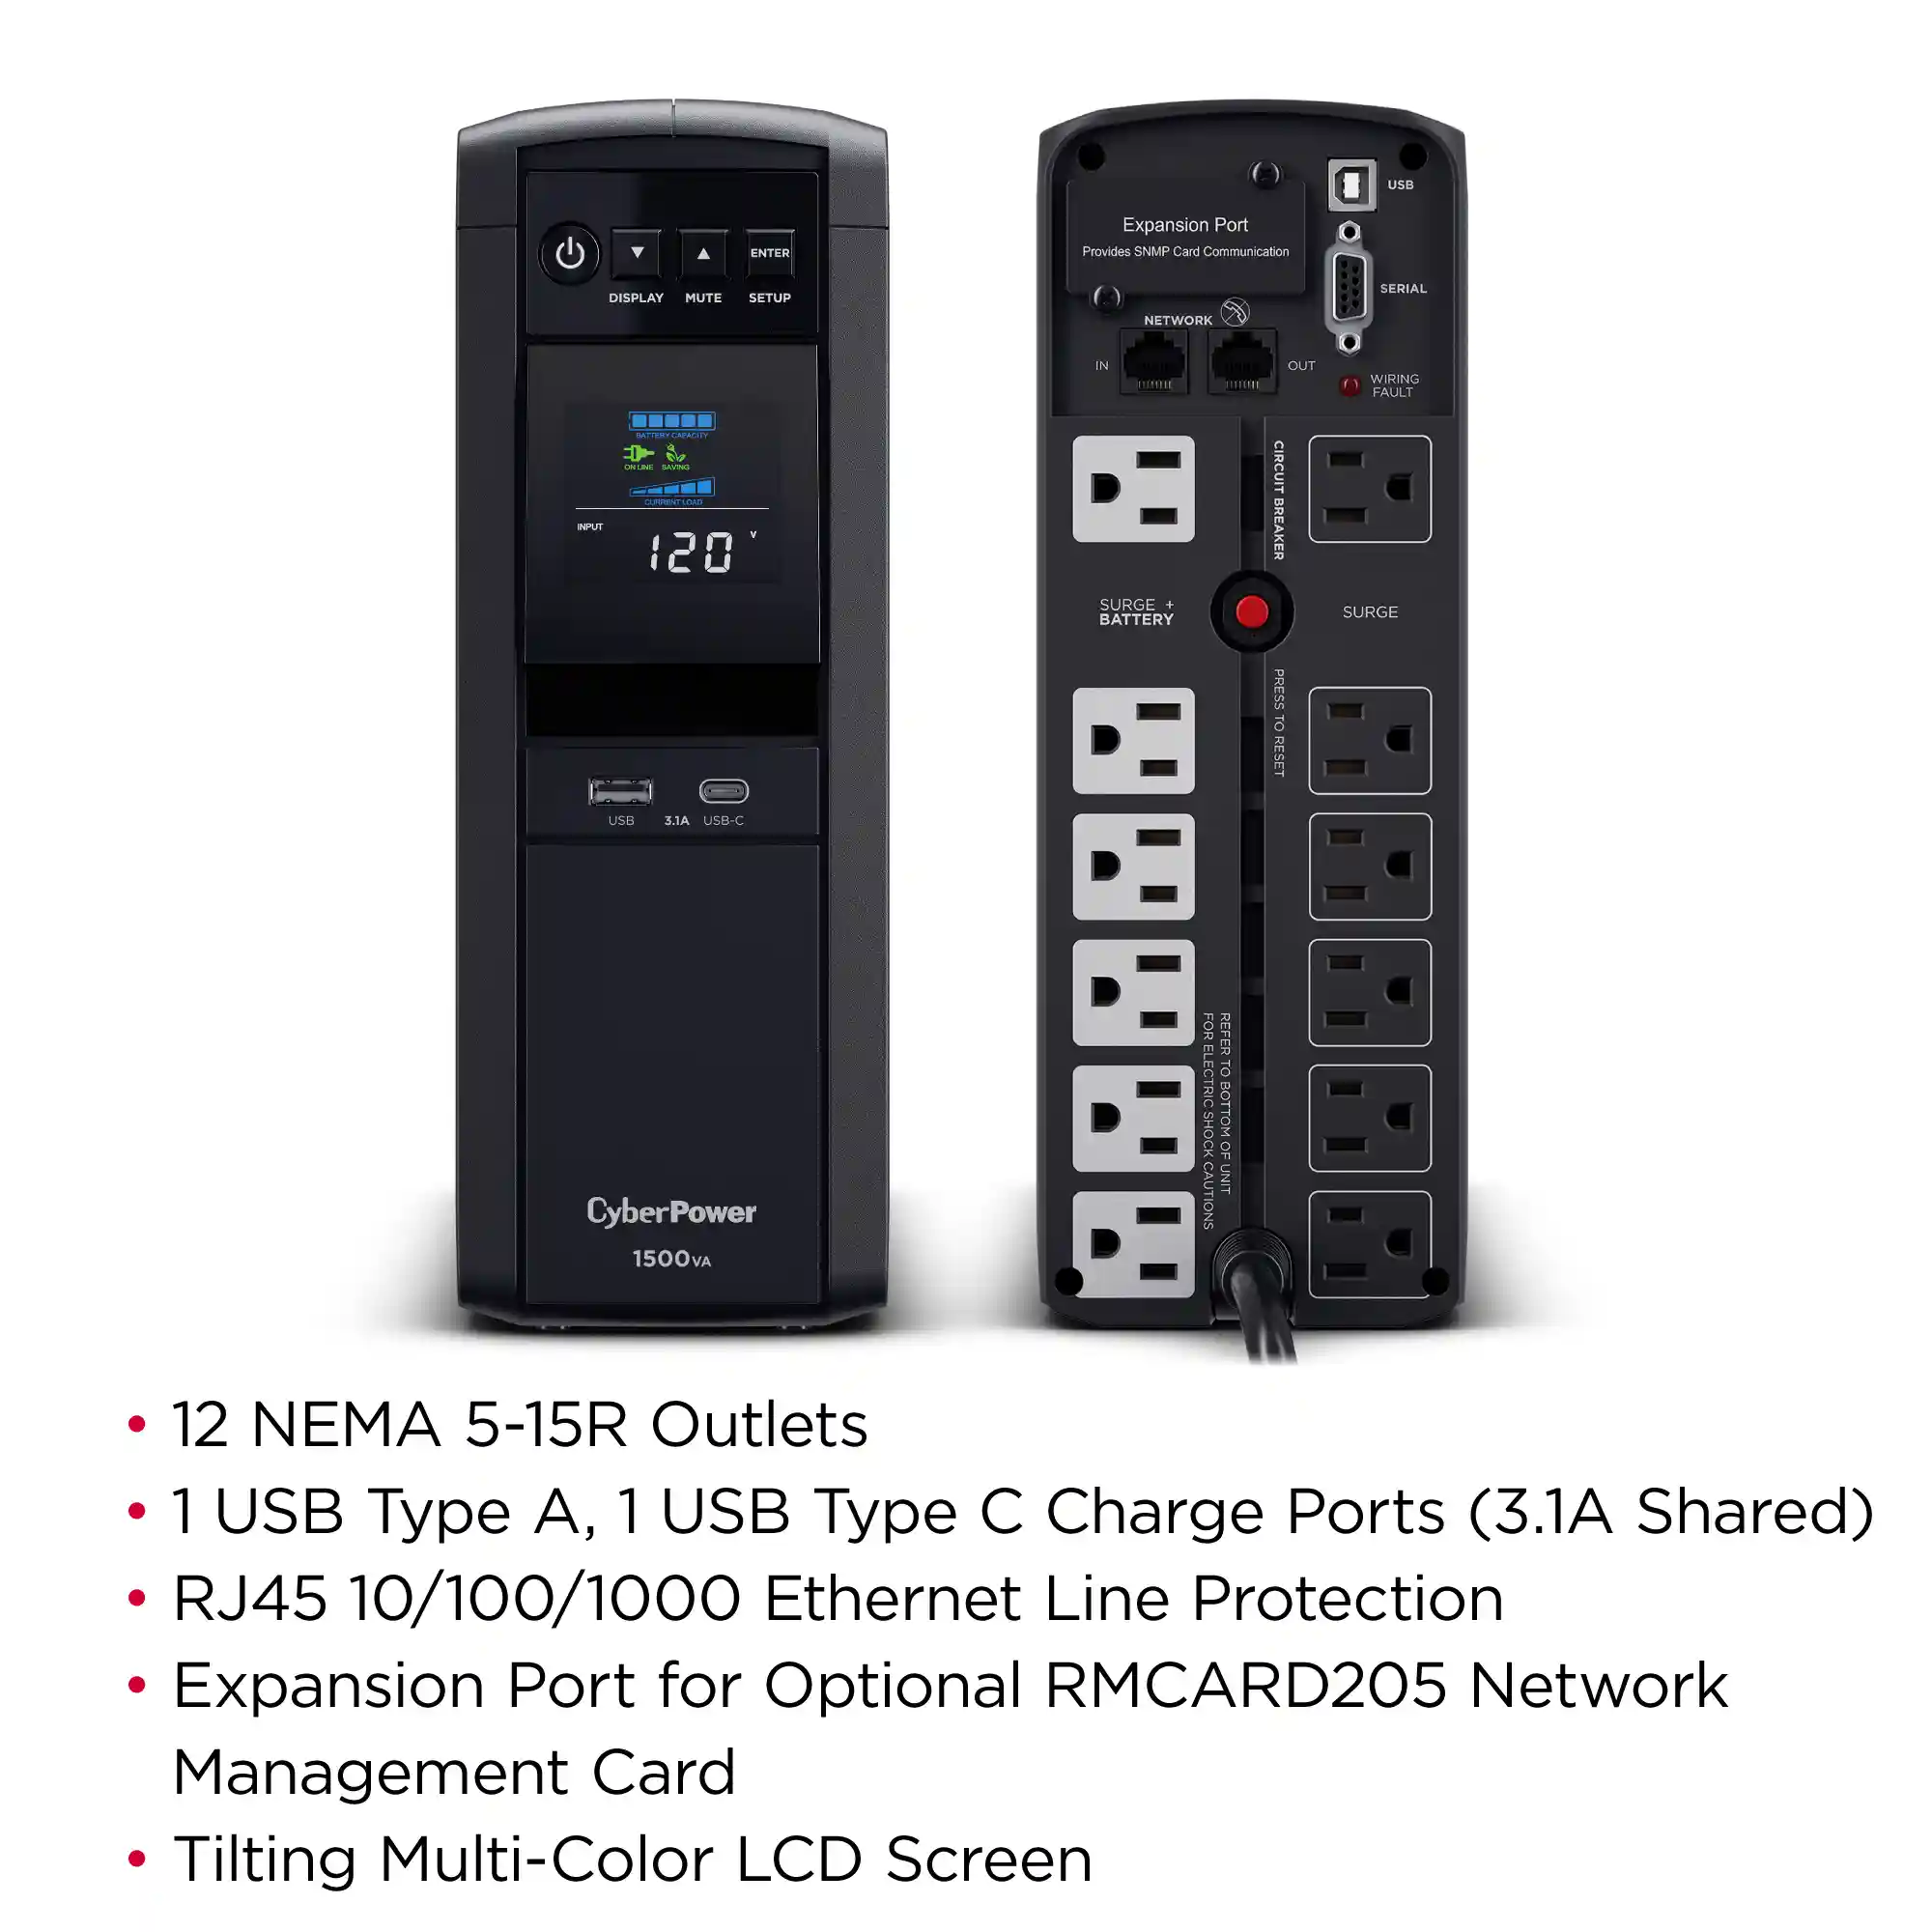 DISPLAY MUTE ENTER SETUP
BATTERY CAPACITY
ON LINE SAVING
CURRENT LOAD
INPUT 120 V
USB 3.1A USB-C
CyberPower
1500VA
Expansion Port
Provides SNMP Card Communication
USB
SERIAL
NETWORK
IN OUT
WIRING
FAULT
CIRCUIT BREAKER
SURGE +
BATTERY
SURGE
PRESS TO RESET
REFER TO BOTTOM OF UNIT
FOR ELECTRIC SHOCK CAUTIONS
• 12 NEMA 5-15R Outlets
• 1 USB Type A, 1 USB Type C Charge Ports (3.1A Shared)
• RJ45 10/100/1000 Ethernet Line Protection
• Expansion Port for Optional RMCARD205 Network
Management Card
• Tilting Multi-Color LCD Screen